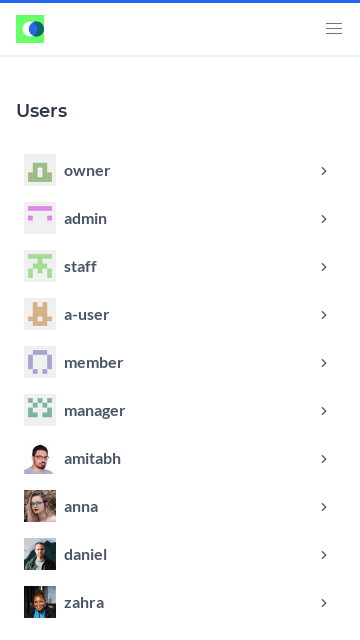 Users
owner
admin
staff
a-user
member
manager
amitabh
anna
daniel
zahra